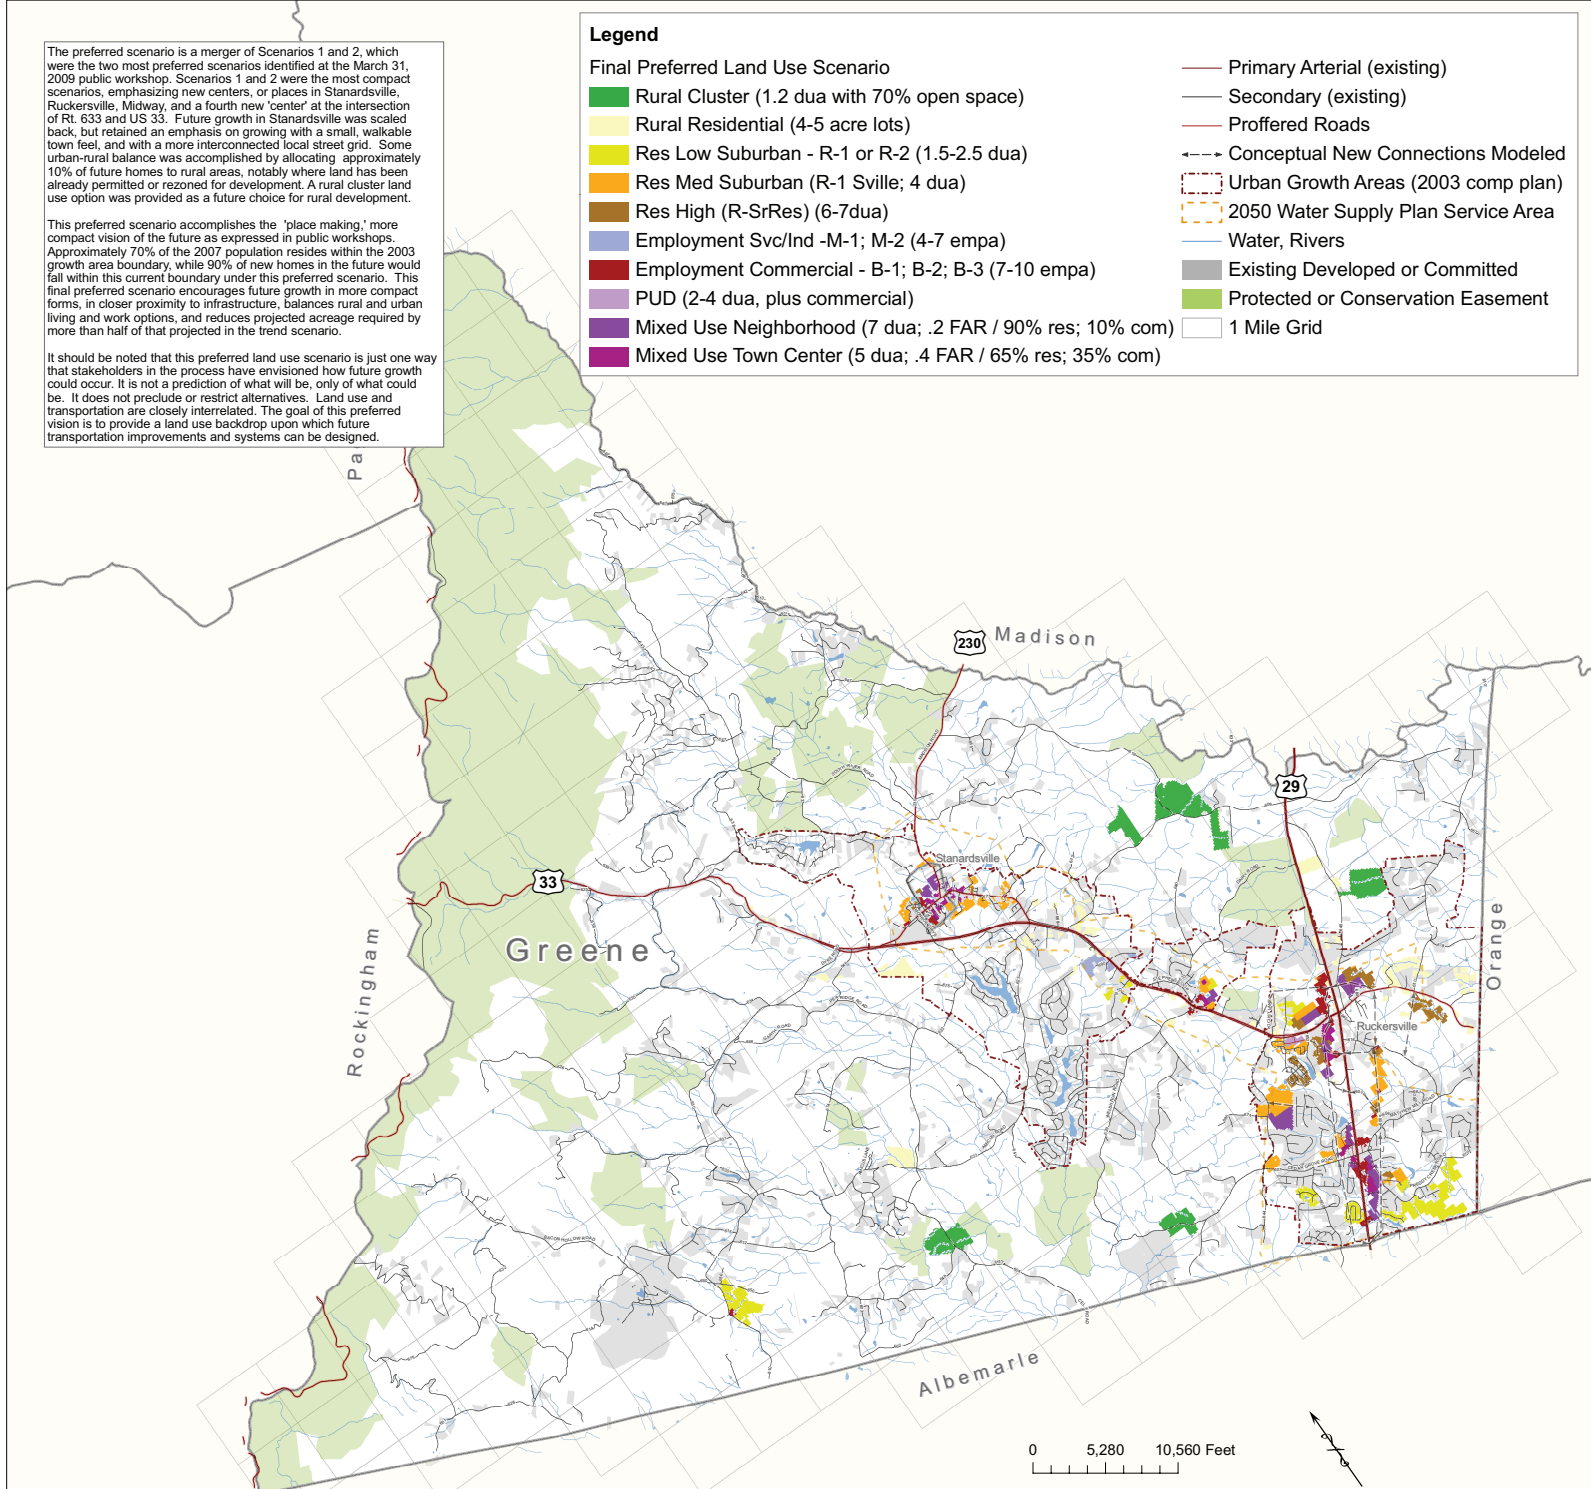 The preferred scenario is a merger of Scenarios 1 and 2, which
were the two most preferred scenarios identified at the March 31,
2009 public workshop. Scenarios 1 and 2 were the most compact
scenarios, emphasizing new centers, or places in Stanardsville,
Ruckersville, Midway, and a fourth new 'center' at the intersection
of Rt. 633 and US 33. Future growth in Stanardsville was scaled
back, but retained an emphasis on growing with a small, walkable
town feel, and with a more interconnected local street grid. Some
urban-rural balance was accomplished by allocating approximately
10% of future homes to rural areas, notably where land has been
already permitted or rezoned for development. A rural cluster land
use option was provided as a future choice for rural development.
This preferred scenario accomplishes the 'place making,' more
compact vision of the future as expressed in public workshops.
Approximately 70% of the 2007 population resides within the 2003
growth area boundary, while 90% of new homes in the future would
fall within this current boundary under this preferred scenario. This
final preferred scenario encourages future growth in more compact
forms, in closer proximity to infrastructure, balances rural and urban
living and work options, and reduces projected acreage required by
more than half of that projected in the trend scenario.
It should be noted that this preferred land use scenario is just one way
that stakeholders in the process have envisioned how future growth
could occur. It is not a prediction of what will be, only of what could
be. It does not preclude or restrict alternatives. Land use and
transportation are closely interrelated. The goal of this preferred
vision is to provide a land use backdrop upon which future
transportation improvements and systems can be designed.
Legend
Final Preferred Land Use Scenario
Rural Cluster (1.2 dua with 70% open space)
Rural Residential (4-5 acre lots)
Res Low Suburban - R-1 or R-2 (1.5-2.5 dua)
Res Med Suburban (R-1 Sville; 4 dua)
Res High (R-SrRes) (6-7dua)
Employment Svc/Ind -M-1; M-2 (4-7 empa)
Employment Commercial - B-1; B-2; B-3 (7-10 empa)
PUD (2-4 dua, plus commercial)
Mixed Use Neighborhood (7 dua; .2 FAR / 90% res; 10% com)
Mixed Use Town Center (5 dua; .4 FAR / 65% res; 35% com)
Primary Arterial (existing)
Secondary (existing)
Proffered Roads
Conceptual New Connections Modeled
Urban Growth Areas (2003 comp plan)
2050 Water Supply Plan Service Area
Water, Rivers
Existing Developed or Committed
Protected or Conservation Easement
1 Mile Grid
Pa
230
Madison
29
MADISON ROAD
Stanardsville
33
Greene
Rockingham
Orange
Ruckersville
BACON HOLLOW ROAD
Albemarle
0 5,280 10,560 Feet